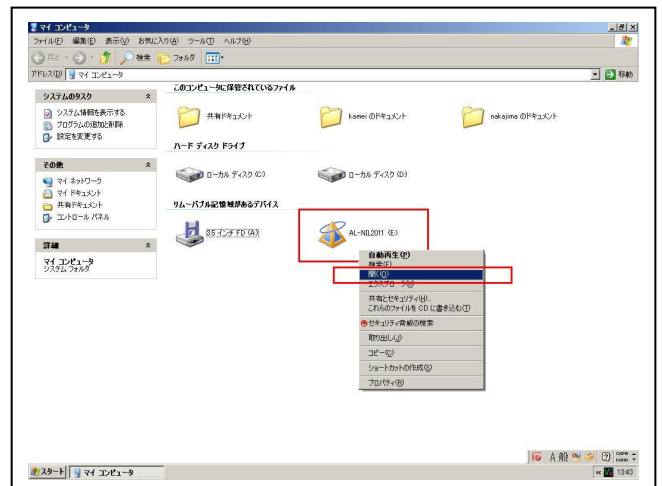 マイ コンピュータ
ファイル(F) 編集(E) 表示(V) お気に入り(A) ツール(T) ヘルプ(H)
戻る 検索 フォルダ
アドレス(D) マイ コンピュータ 移動
システムのタスク
システム情報を表示する
プログラムの追加と削除
設定を変更する
その他
マイ ネットワーク
マイ ドキュメント
共有ドキュメント
コントロール パネル
詳細
マイ コンピュータ
システム フォルダ
このコンピュータに保管されているファイル
共有ドキュメント kamei のドキュメント nakajima のドキュメント
ハード ディスク ドライブ
ローカル ディスク (C:) ローカル ディスク (D:)
リムーバブル記憶域があるデバイス
3.5 インチ FD (A:) AL-NIL2011 (E:)
自動再生(P)
検索(E)
開く(O)
エクスプローラ(X)
共有とセキュリティ(H)...
これらのファイルを CD に書き込む(T)
セキュリティ脅威の検索
取り出し(J)
コピー(C)
ショートカットの作成(S)
プロパティ(R)
A 般 CAPS KANA
スタート マイ コンピュータ 13:43